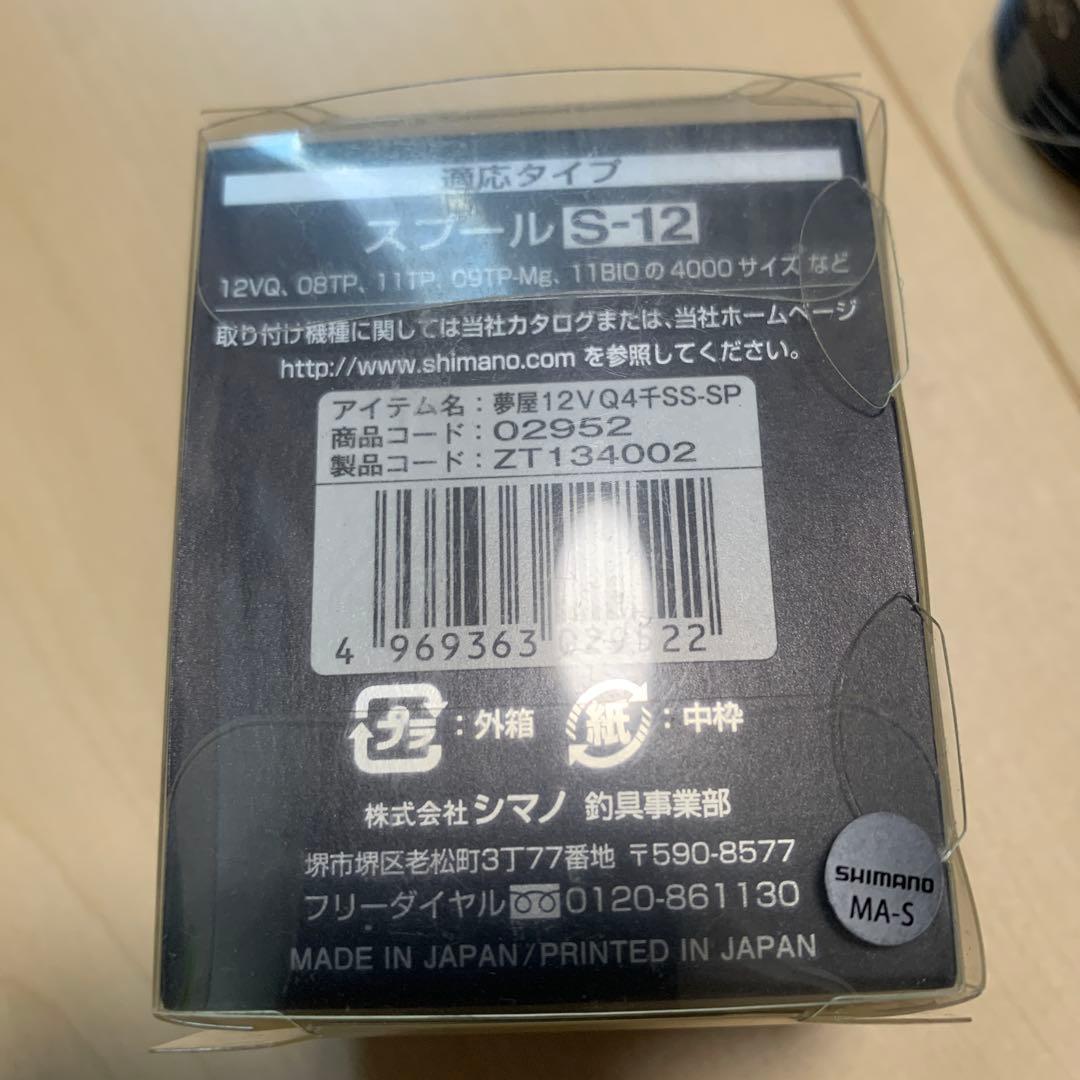 適応タイプ
スプール S-12
12VQ、08TP、11TP、09TP-Mg、11BIOの4000サイズなど
取り付け機種に関しては当社カタログまたは、当社ホームページ
http://www.shimano.com を参照してください。
アイテム名：夢屋12VQ4千SS-SP
商品コード：02952
製品コード：ZT134002
4 969363 029522
プラ：外箱
紙：中枠
株式会社シマノ 釣具事業部
堺市堺区老松町3丁77番地 〒590-8577
フリーダイヤル 0120-861130
SHIMANO
MA-S
MADE IN JAPAN/PRINTED IN JAPAN